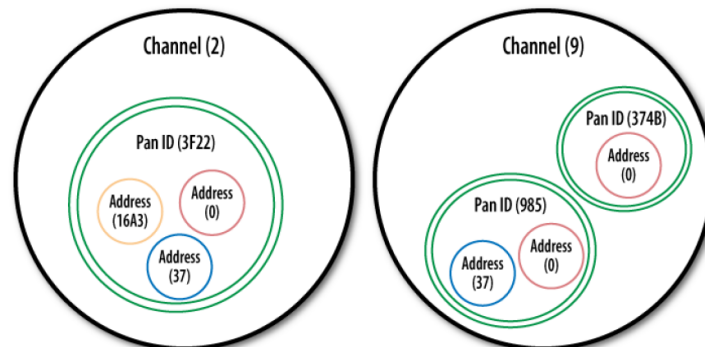 Channel (2)
Pan ID (3F22)
Address
(16A3)
Address
(0)
Address
(37)
Channel (9)
Pan ID (374B)
Address
(0)
Pan ID (985)
Address
(37)
Address
(0)